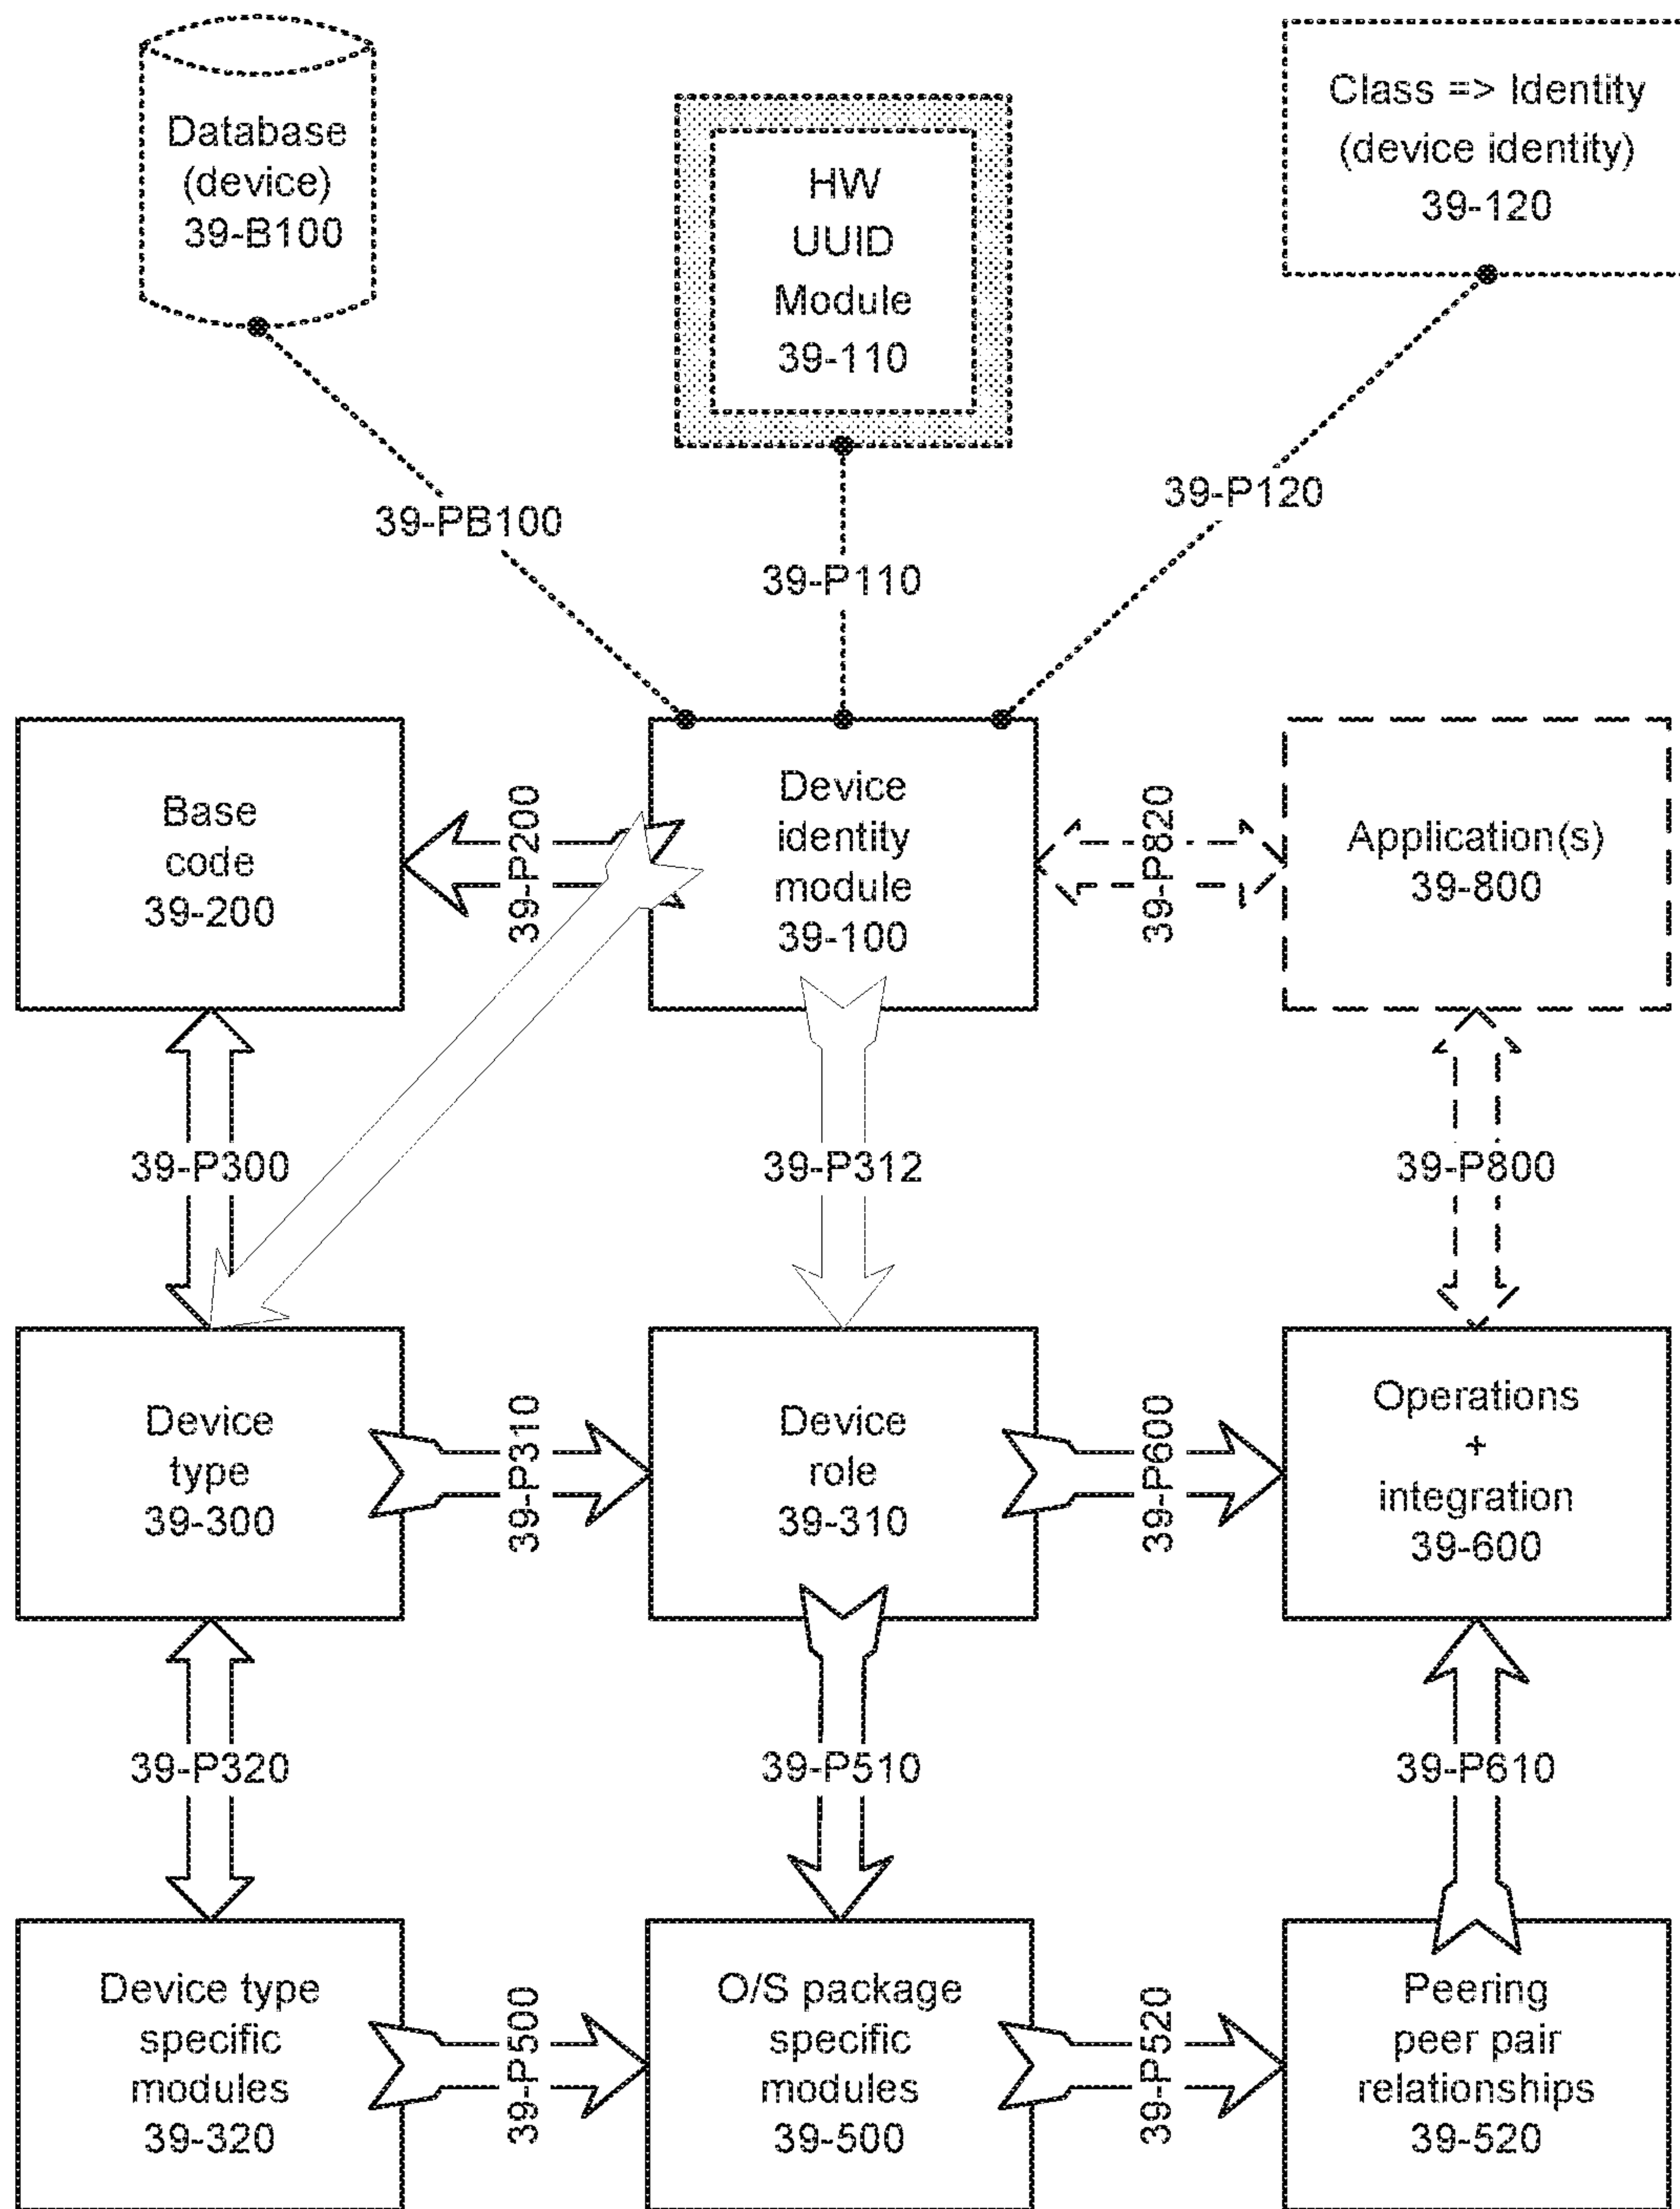 Database
(device)
39-B100
HW
UUID
Module
39-110
Class => Identity
(device identity)
39-120
39-PB100
39-P110
39-P120
Base
code
39-200
39-P200
Device
identity
module
39-100
39-P820
Application(s)
39-800
39-P300
39-P312
39-P800
Device
type
39-300
39-P310
Device
role
39-310
39-P600
Operations
+
integration
39-600
39-P320
39-P510
39-P610
Device type
specific
modules
39-320
39-P500
O/S package
specific
modules
39-500
39-P520
Peering
peer pair
relationships
39-520